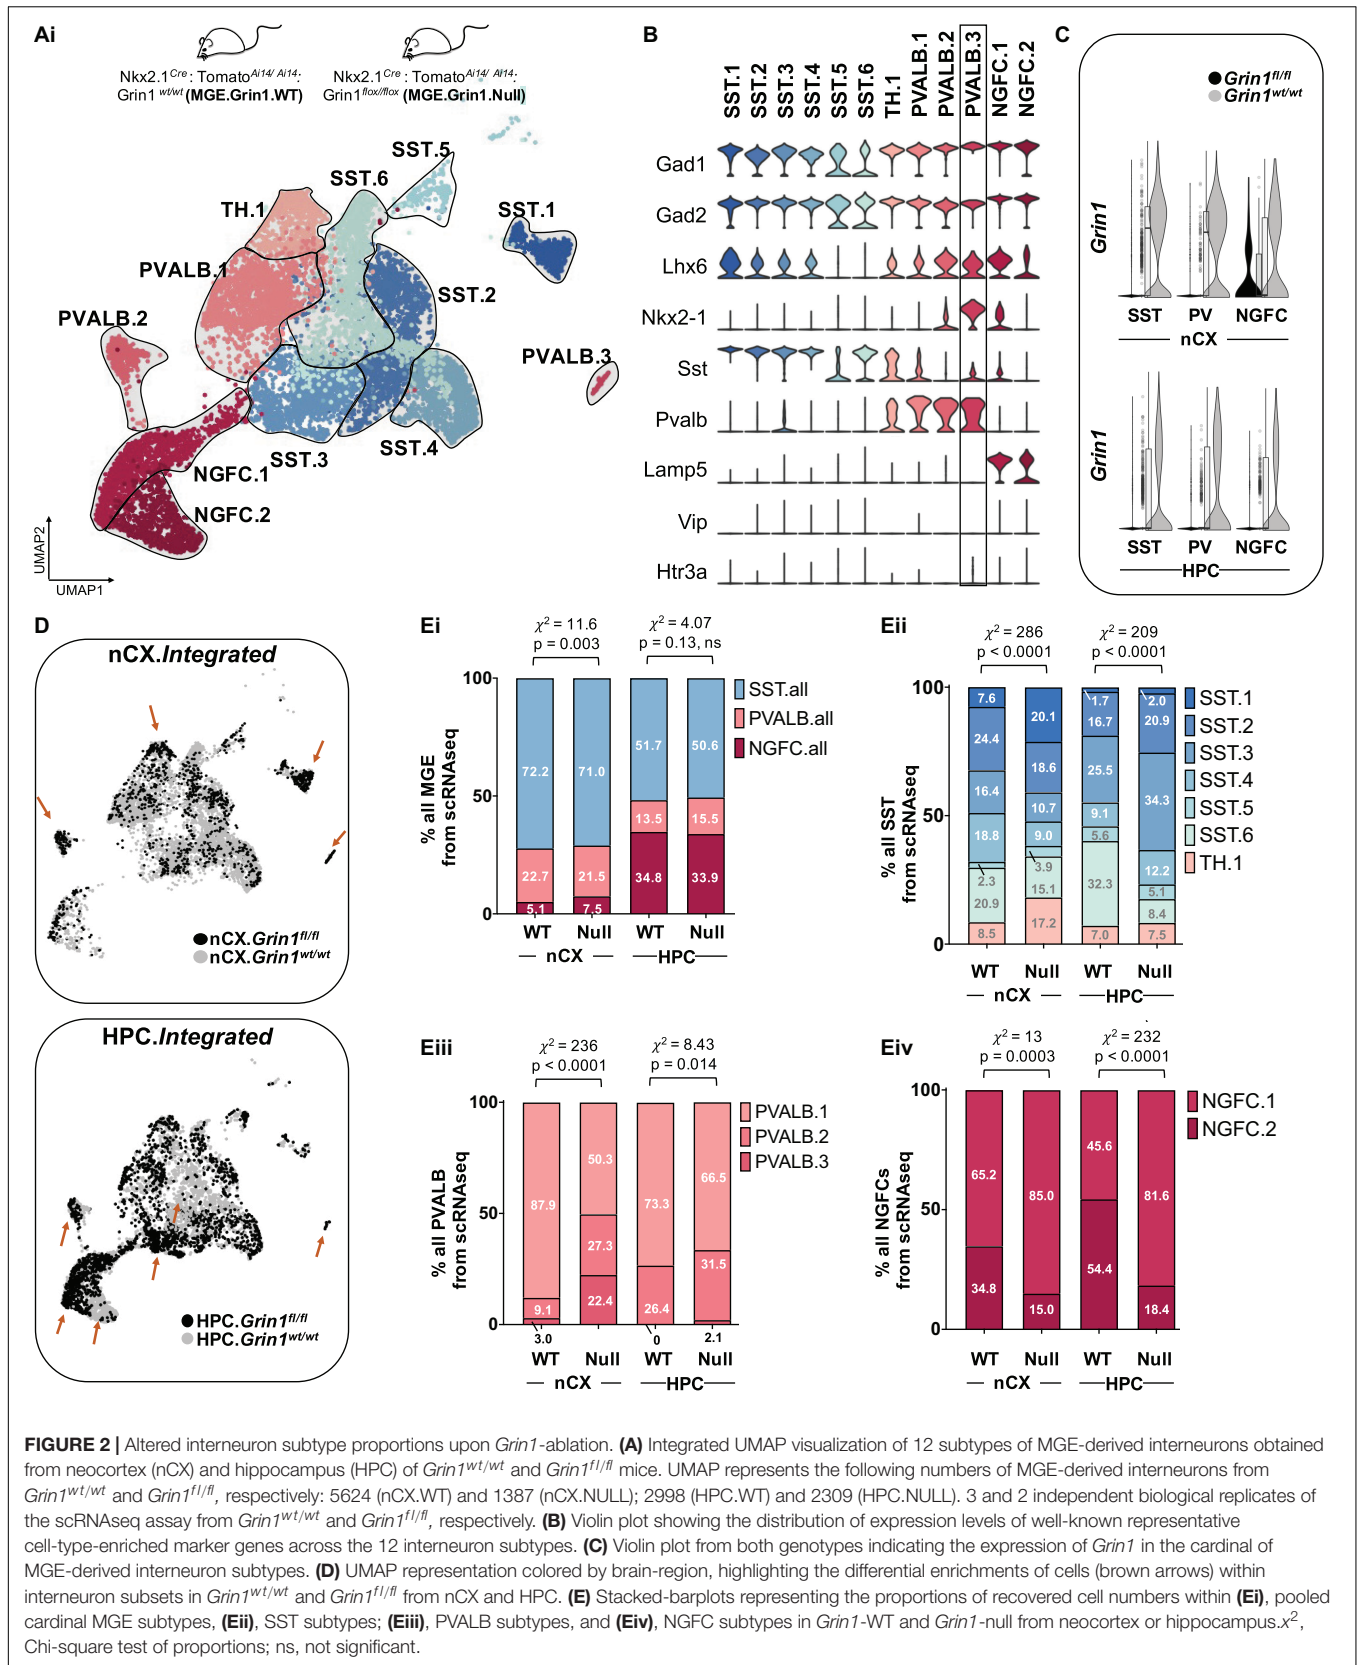 Ai
Nkx2.1Cre : TomatoAi14/ Ai14:
Grin1 wt/wt (MGE.Grin1.WT)
Nkx2.1Cre : TomatoAi14/ Ai14:
Grin1flox//flox (MGE.Grin1.Null)
SST.5
SST.6
TH.1
SST.1
PVALB.1
SST.2
PVALB.2
PVALB.3
SST.3
SST.4
NGFC.1
NGFC.2
UMAP2
UMAP1
B
SST.1
SST.2
SST.3
SST.4
SST.5
SST.6
TH.1
PVALB.1
PVALB.2
PVALB.3
NGFC.1
NGFC.2
Gad1
Gad2
Lhx6
Nkx2-1
Sst
Pvalb
Lamp5
Vip
Htr3a
C
Grin1fl/fl
Grin1wt/wt
Grin1
SST PV NGFC
nCX
Grin1
SST PV NGFC
HPC
D
nCX.Integrated
nCX.Grin1fl/fl
nCX.Grin1wt/wt
HPC.Integrated
HPC.Grin1fl/fl
HPC.Grin1wt/wt
Ei
χ2 = 11.6
p = 0.003
χ2 = 4.07
p = 0.13, ns
% all MGE
from scRNAseq
100
50
0
72.2 71.0 51.7 50.6
22.7 21.5 13.5 15.5
5.1 7.5 34.8 33.9
WT Null WT Null
nCX HPC
SST.all
PVALB.all
NGFC.all
Eii
χ2 = 286
p < 0.0001
χ2 = 209
p < 0.0001
% all SST
from scRNAseq
100
50
0
7.6 20.1 1.7 2.0
24.4 18.6 16.7 20.9
16.4 10.7 25.5 34.3
18.8 9.0 9.1 12.2
2.3 3.9 5.6 5.1
20.9 15.1 32.3 8.4
8.5 17.2 7.0 7.5
WT Null WT Null
nCX HPC
SST.1
SST.2
SST.3
SST.4
SST.5
SST.6
TH.1
Eiii
χ2 = 236
p < 0.0001
χ2 = 8.43
p = 0.014
% all PVALB
from scRNAseq
100
50
0
87.9 50.3 73.3 66.5
9.1 27.3 26.4 31.5
3.0 22.4 0 2.1
WT Null WT Null
nCX HPC
PVALB.1
PVALB.2
PVALB.3
Eiv
χ2 = 13
p = 0.0003
χ2 = 232
p < 0.0001
% all NGFCs
from scRNAseq
100
50
0
65.2 85.0 45.6 81.6
34.8 15.0 54.4 18.4
WT Null WT Null
nCX HPC
NGFC.1
NGFC.2
FIGURE 2 | Altered interneuron subtype proportions upon Grin1-ablation. (A) Integrated UMAP visualization of 12 subtypes of MGE-derived interneurons obtained
from neocortex (nCX) and hippocampus (HPC) of Grin1wt/wt and Grin1fl/fl mice. UMAP represents the following numbers of MGE-derived interneurons from
Grin1wt/wt and Grin1fl/fl, respectively: 5624 (nCX.WT) and 1387 (nCX.NULL); 2998 (HPC.WT) and 2309 (HPC.NULL). 3 and 2 independent biological replicates of
the scRNAseq assay from Grin1wt/wt and Grin1fl/fl, respectively. (B) Violin plot showing the distribution of expression levels of well-known representative
cell-type-enriched marker genes across the 12 interneuron subtypes. (C) Violin plot from both genotypes indicating the expression of Grin1 in the cardinal of
MGE-derived interneuron subtypes. (D) UMAP representation colored by brain-region, highlighting the differential enrichments of cells (brown arrows) within
interneuron subsets in Grin1wt/wt and Grin1fl/fl from nCX and HPC. (E) Stacked-barplots representing the proportions of recovered cell numbers within (Ei), pooled
cardinal MGE subtypes, (Eii), SST subtypes; (Eiii), PVALB subtypes, and (Eiv), NGFC subtypes in Grin1-WT and Grin1-null from neocortex or hippocampus.x2,
Chi-square test of proportions; ns, not significant.